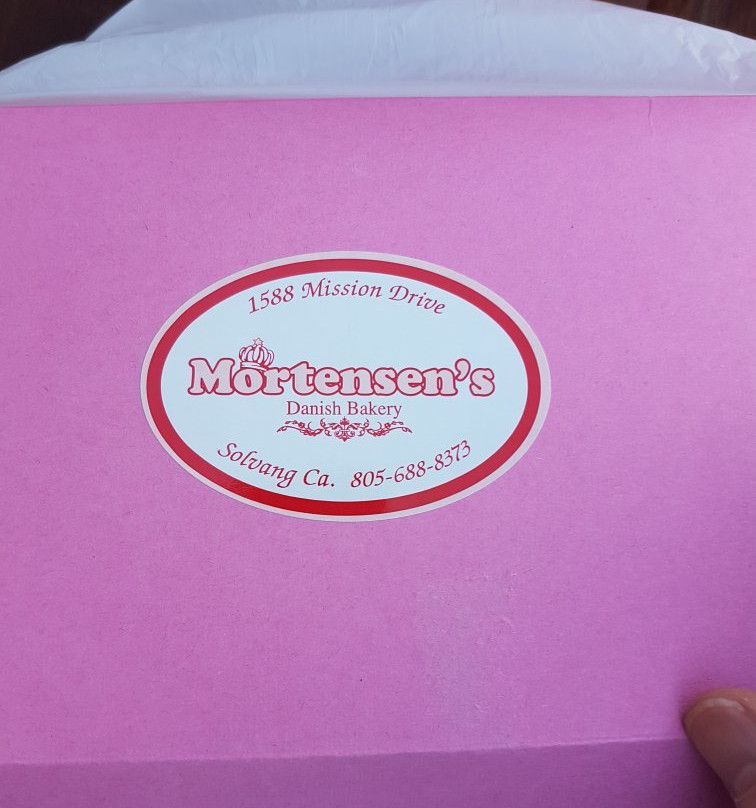 1588 Mission Drive
Mortensen's
Danish Bakery
Solvang Ca. 805-688-8373